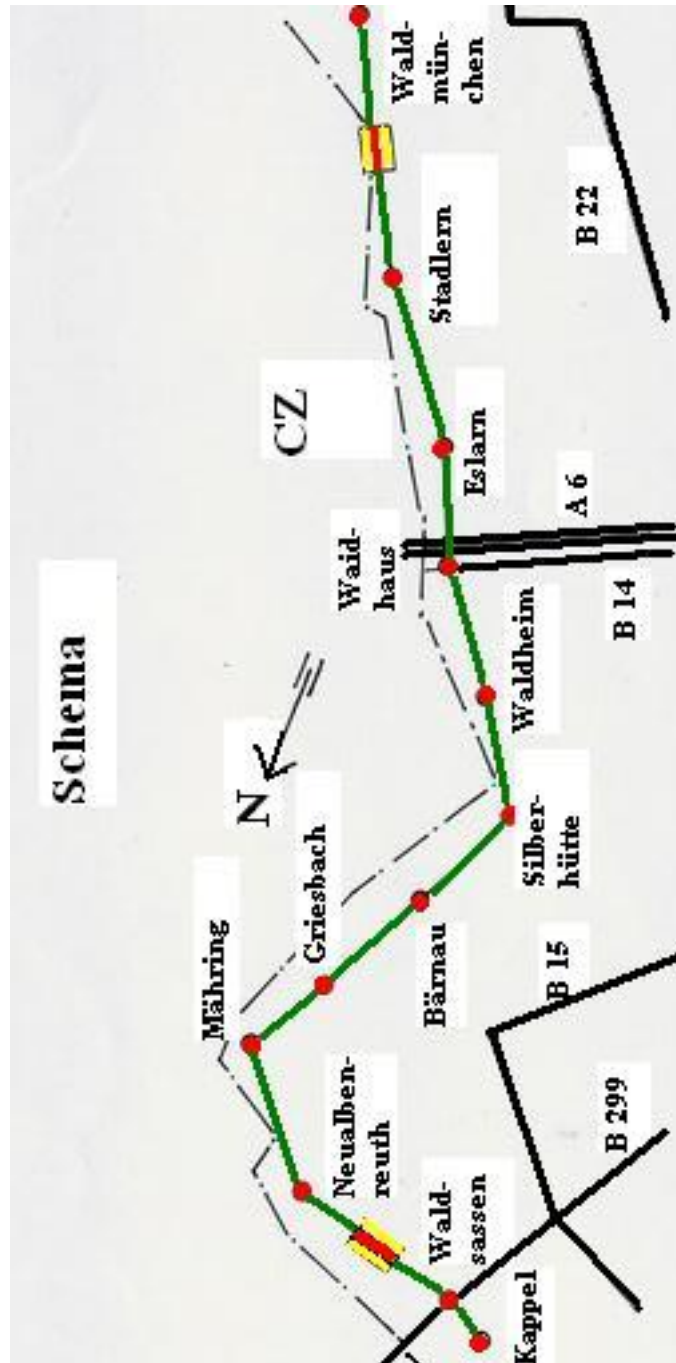 Schema
N
CZ
Mähring
Griesbach
Bärnau
Silber-
hütte
Waldheim
Waid-
haus
Eslarn
Stadlern
Wald-
mün-
chen
Neualben-
reuth
Wald-
sassen
Kappel
B 299
B 15
B 14
A 6
B 22